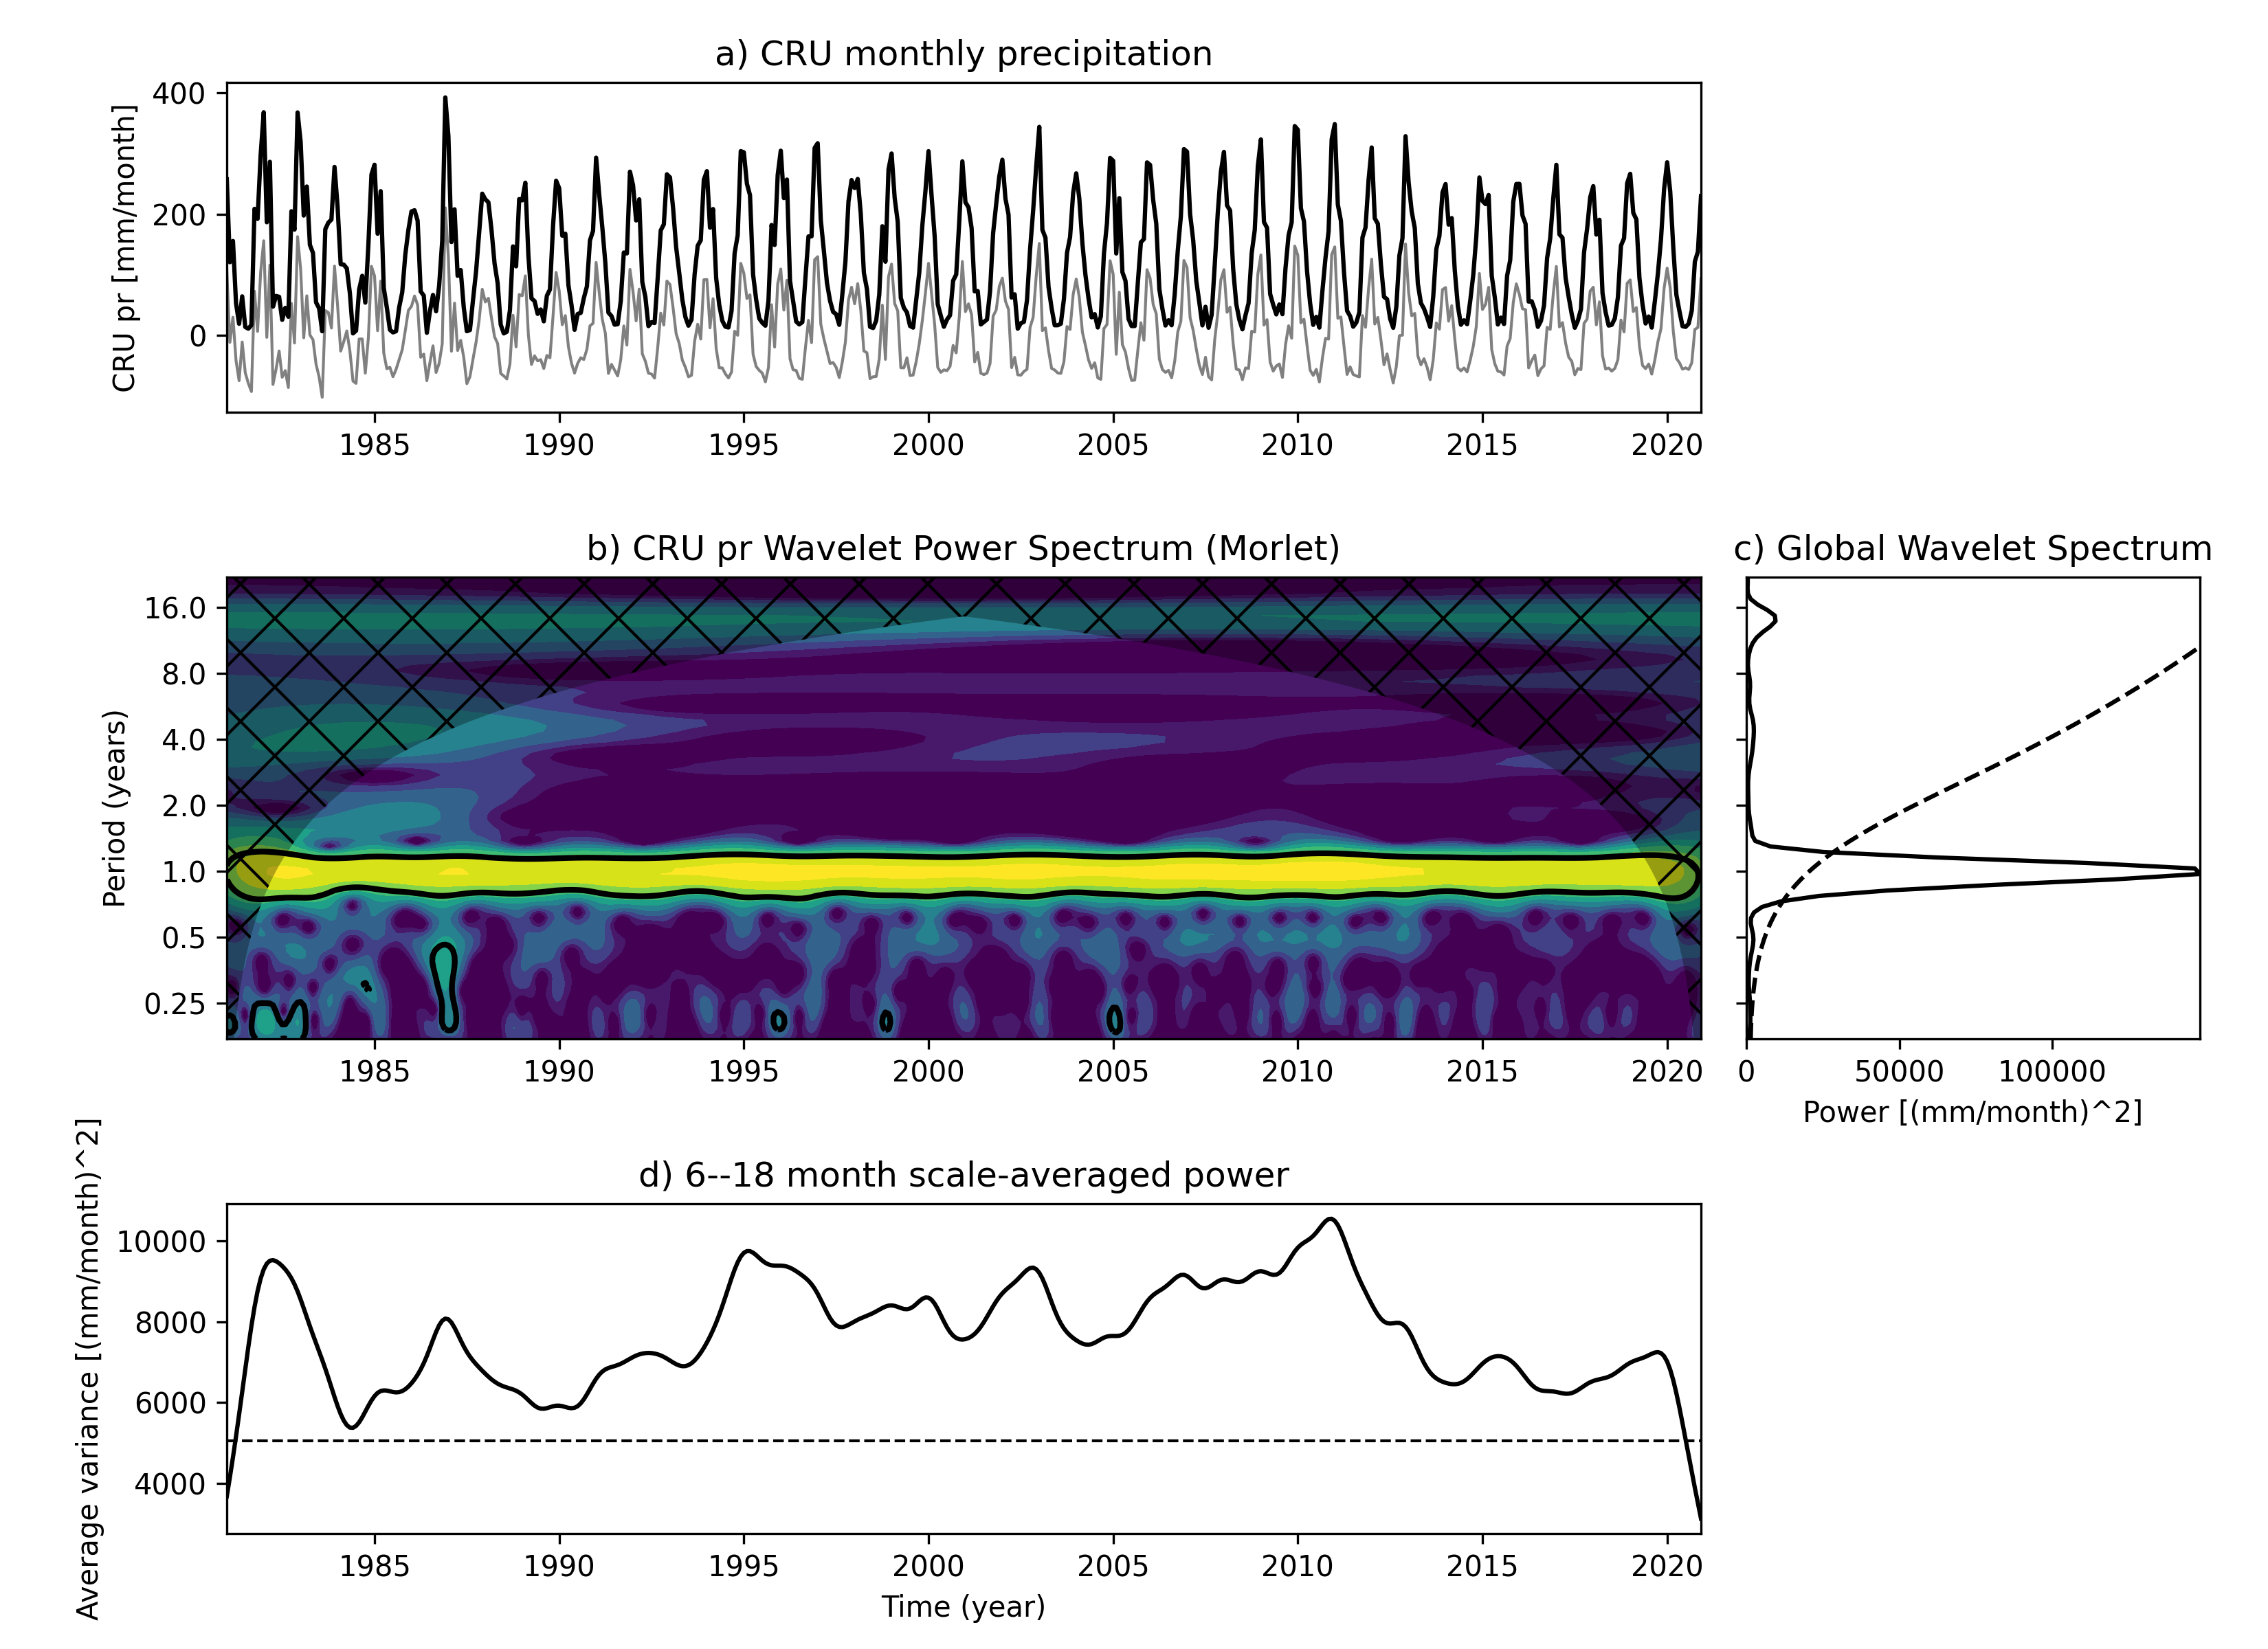 a) CRU monthly precipitation
CRU pr [mm/month]
400
200
0
1985 1990 1995 2000 2005 2010 2015 2020
b) CRU pr Wavelet Power Spectrum (Morlet)
Period (years)
16.0
8.0
4.0
2.0
1.0
0.5
0.25
1985 1990 1995 2000 2005 2010 2015 2020
c) Global Wavelet Spectrum
0 50000 100000
Power [(mm/month)^2]
d) 6--18 month scale-averaged power
Average variance [(mm/month)^2]
10000
8000
6000
4000
1985 1990 1995 2000 2005 2010 2015 2020
Time (year)